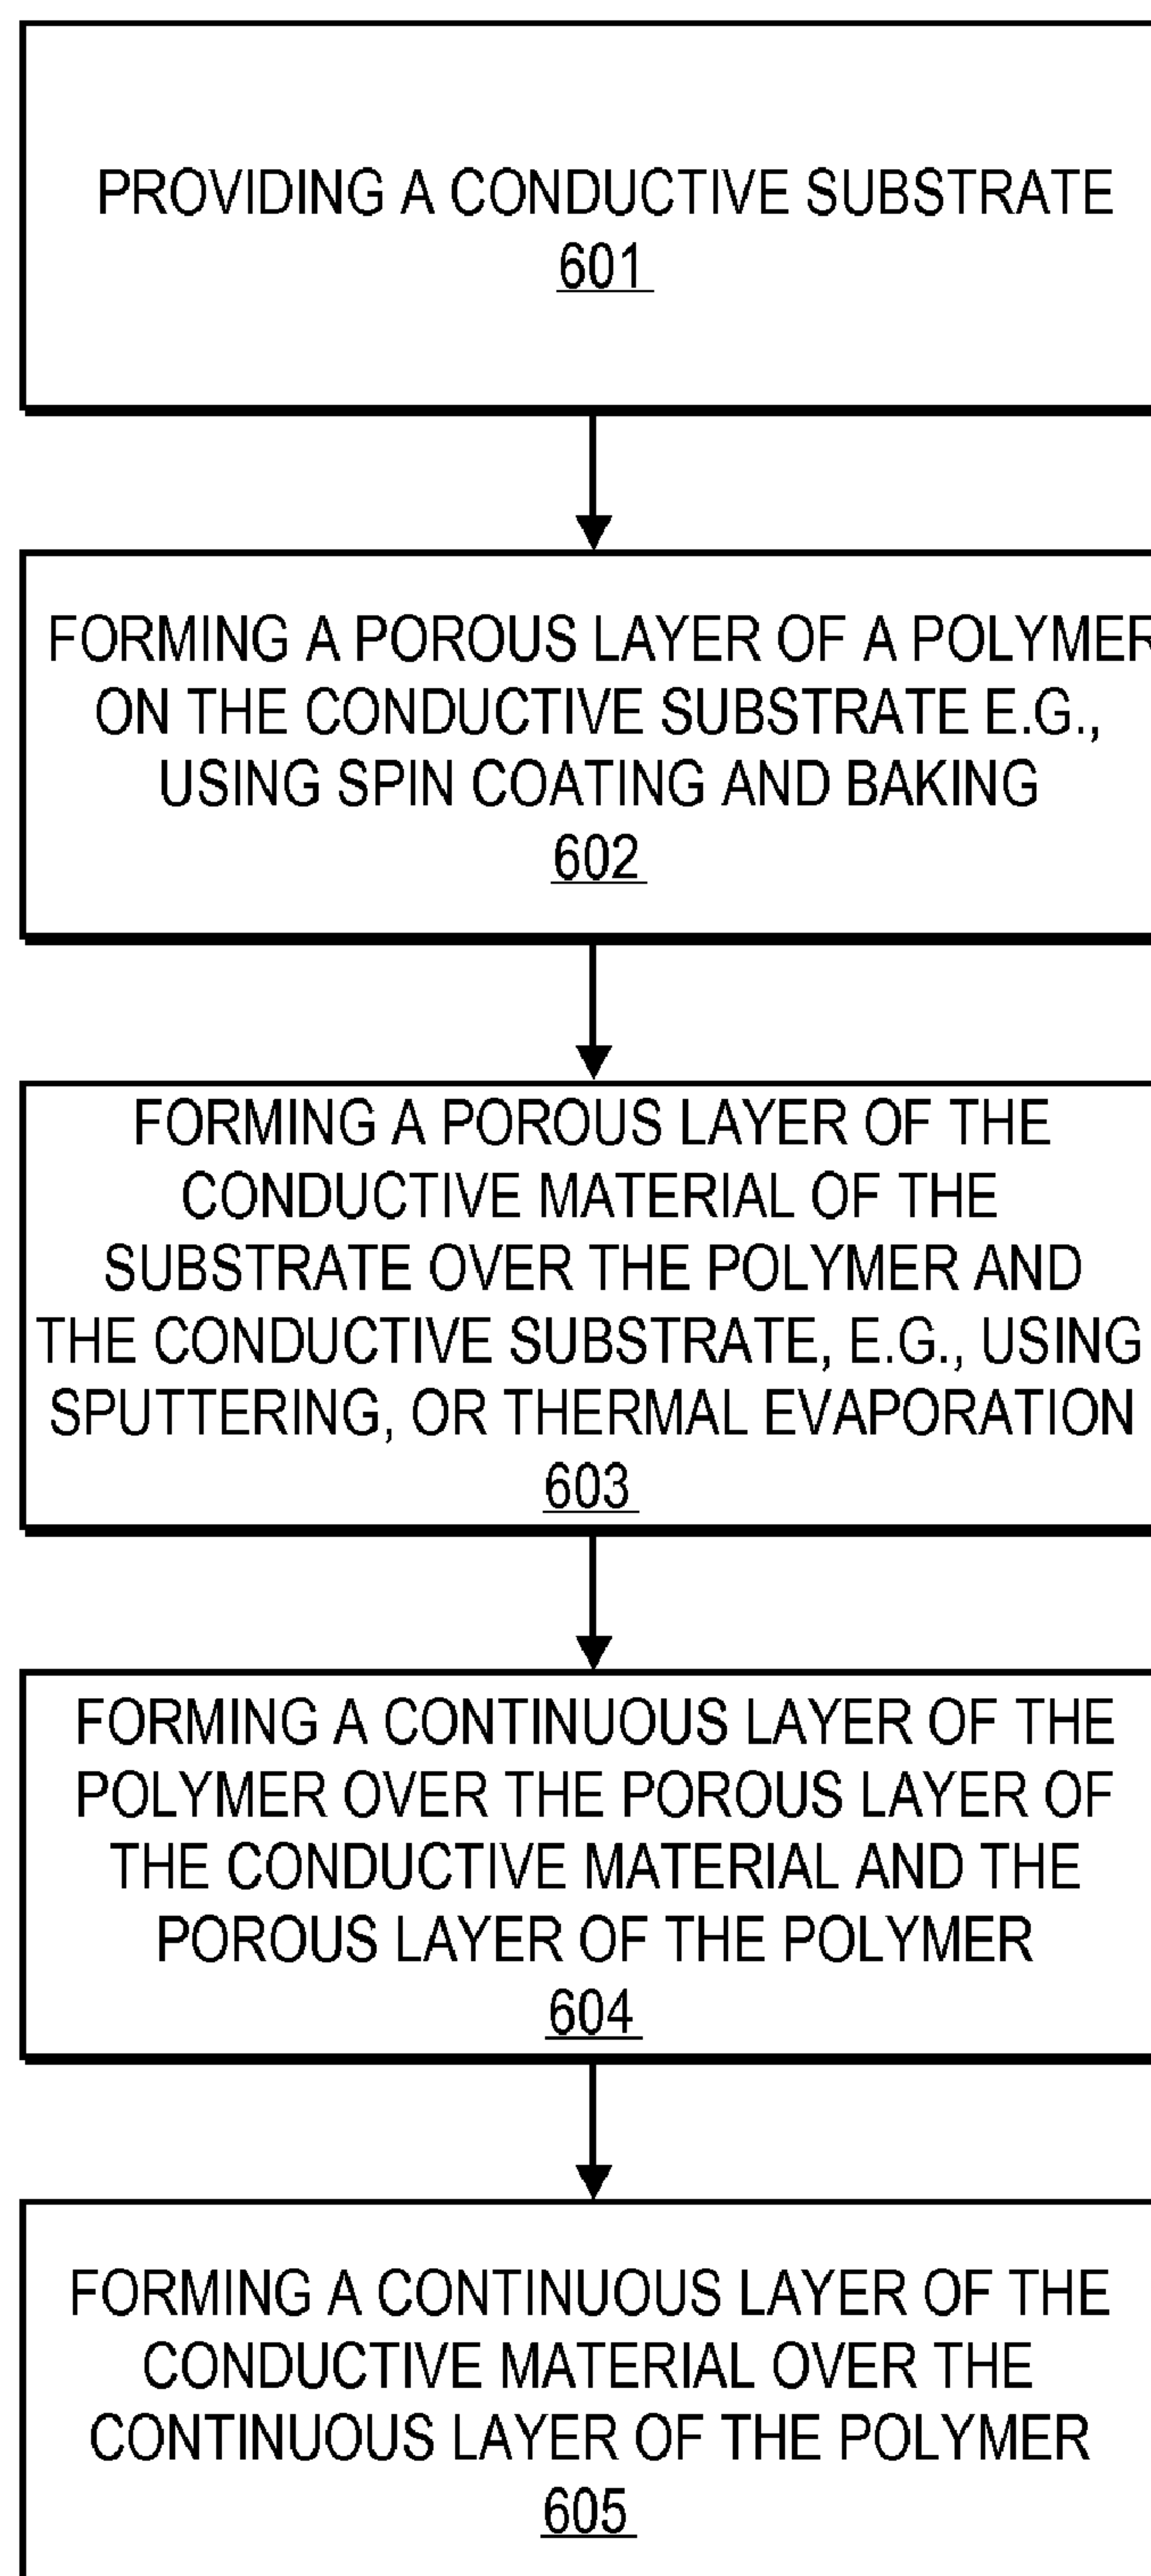 PROVIDING A CONDUCTIVE SUBSTRATE
601
FORMING A POROUS LAYER OF A POLYMER
ON THE CONDUCTIVE SUBSTRATE E.G.,
USING SPIN COATING AND BAKING
602
FORMING A POROUS LAYER OF THE
CONDUCTIVE MATERIAL OF THE
SUBSTRATE OVER THE POLYMER AND
THE CONDUCTIVE SUBSTRATE, E.G., USING
SPUTTERING, OR THERMAL EVAPORATION
603
FORMING A CONTINUOUS LAYER OF THE
POLYMER OVER THE POROUS LAYER OF
THE CONDUCTIVE MATERIAL AND THE
POROUS LAYER OF THE POLYMER
604
FORMING A CONTINUOUS LAYER OF THE
CONDUCTIVE MATERIAL OVER THE
CONTINUOUS LAYER OF THE POLYMER
605